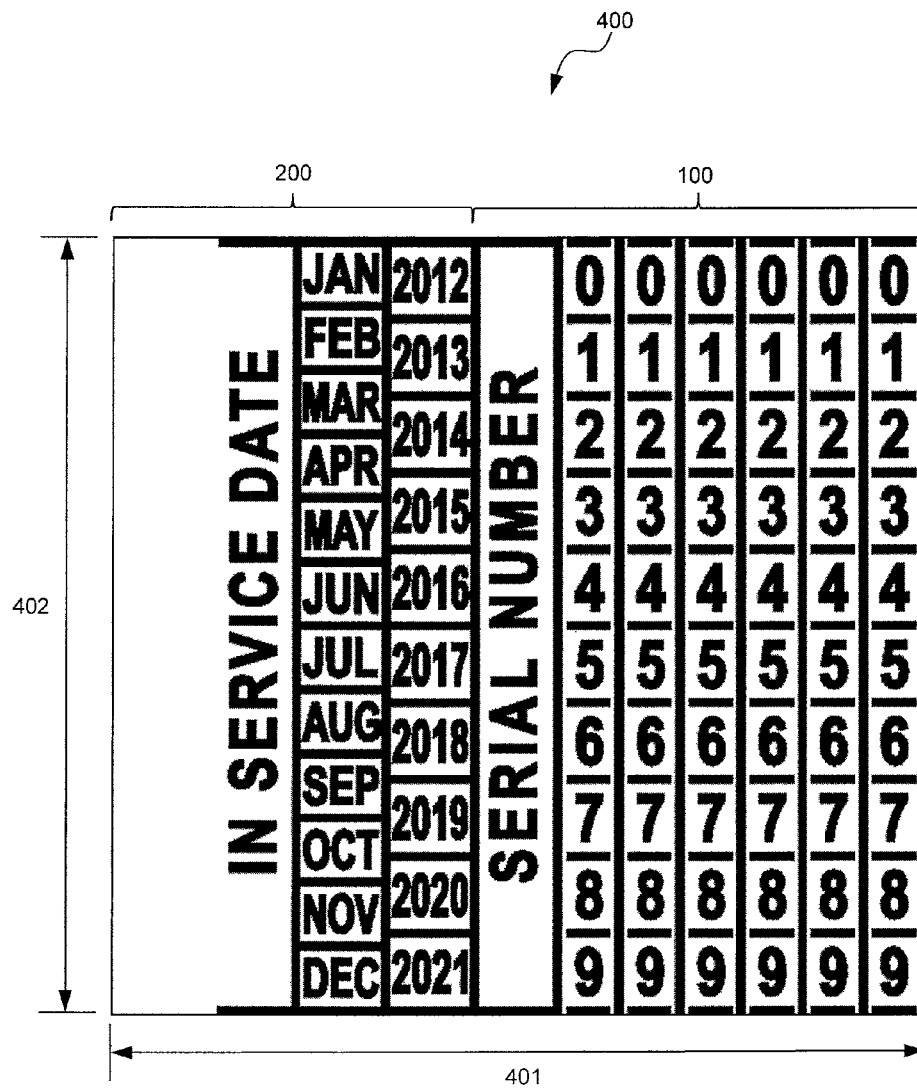 400
200 100
IN SERVICE DATE
JAN
FEB
MAR
APR
MAY
JUN
JUL
AUG
SEP
OCT
NOV
DEC
2012
2013
2014
2015
2016
2017
2018
2019
2020
2021
SERIAL NUMBER
0 0 0 0 0 0
1 1 1 1 1 1
2 2 2 2 2 2
3 3 3 3 3 3
4 4 4 4 4 4
5 5 5 5 5 5
6 6 6 6 6 6
7 7 7 7 7 7
8 8 8 8 8 8
9 9 9 9 9 9
402
401